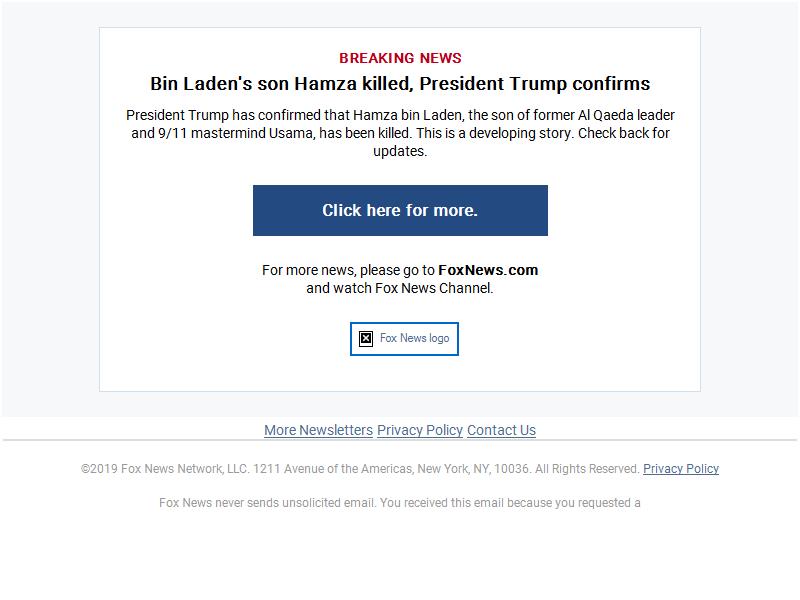 BREAKING NEWS
Bin Laden's son Hamza killed, President Trump confirms
President Trump has confirmed that Hamza bin Laden, the son of former Al Qaeda leader
and 9/11 mastermind Usama, has been killed. This is a developing story. Check back for
updates.
Click here for more.
For more news, please go to FoxNews.com
and watch Fox News Channel.
Fox News logo
More Newsletters Privacy Policy Contact Us
©2019 Fox News Network, LLC. 1211 Avenue of the Americas, New York, NY, 10036. All Rights Reserved. Privacy Policy
Fox News never sends unsolicited email. You received this email because you requested a